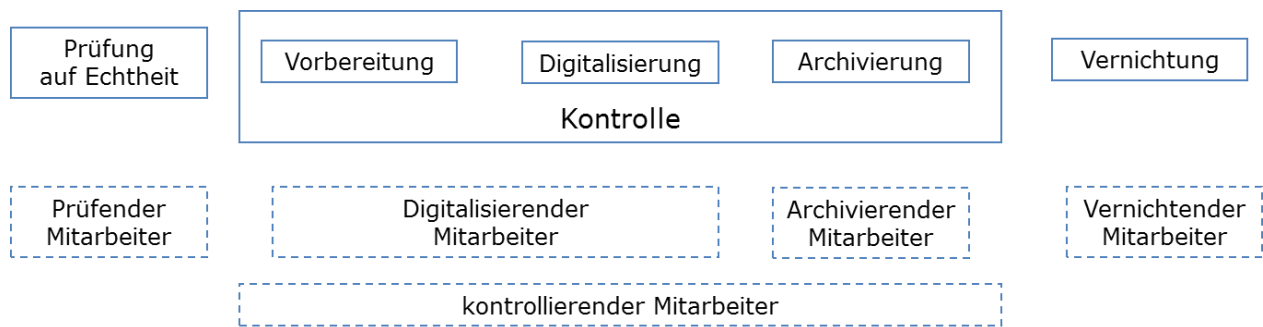 Prüfung
auf Echtheit
Vorbereitung
Digitalisierung
Archivierung
Kontrolle
Vernichtung
Prüfender
Mitarbeiter
Digitalisierender
Mitarbeiter
Archivierender
Mitarbeiter
Vernichtender
Mitarbeiter
kontrollierender Mitarbeiter